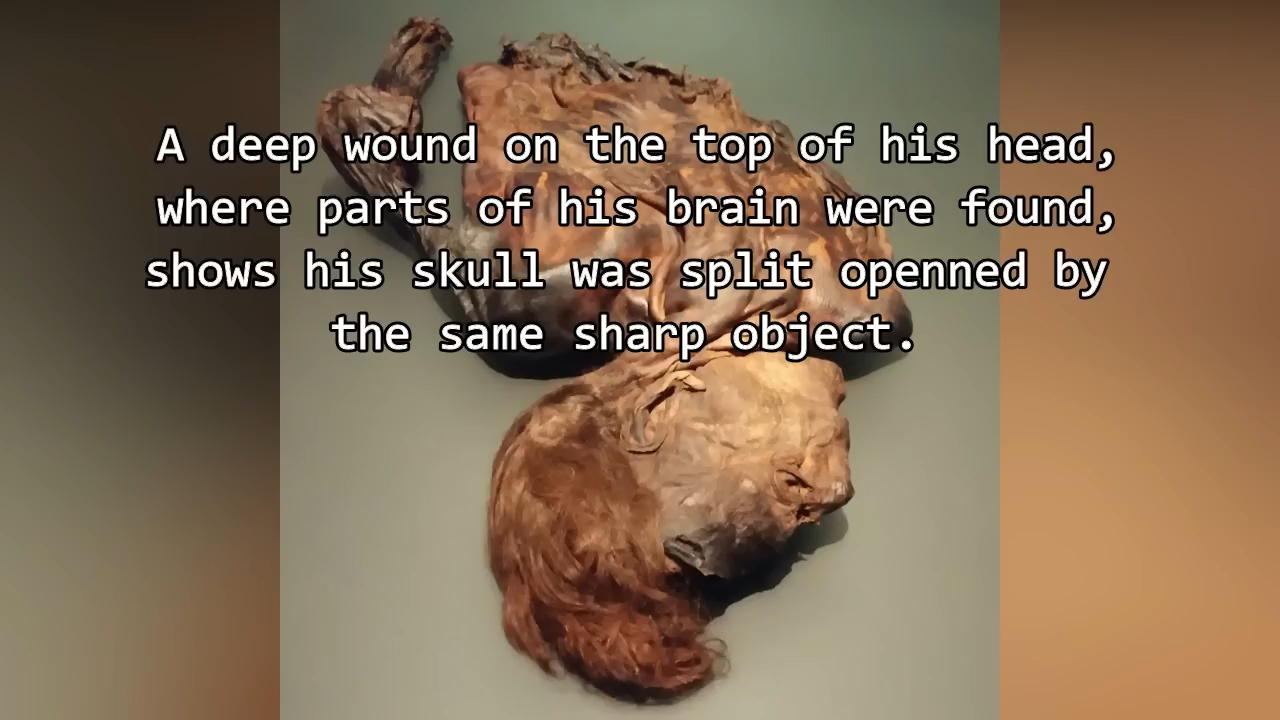 A deep wound on the top of his head,
where parts of his brain were found,
shows his skull was split openned by
the same sharp object.